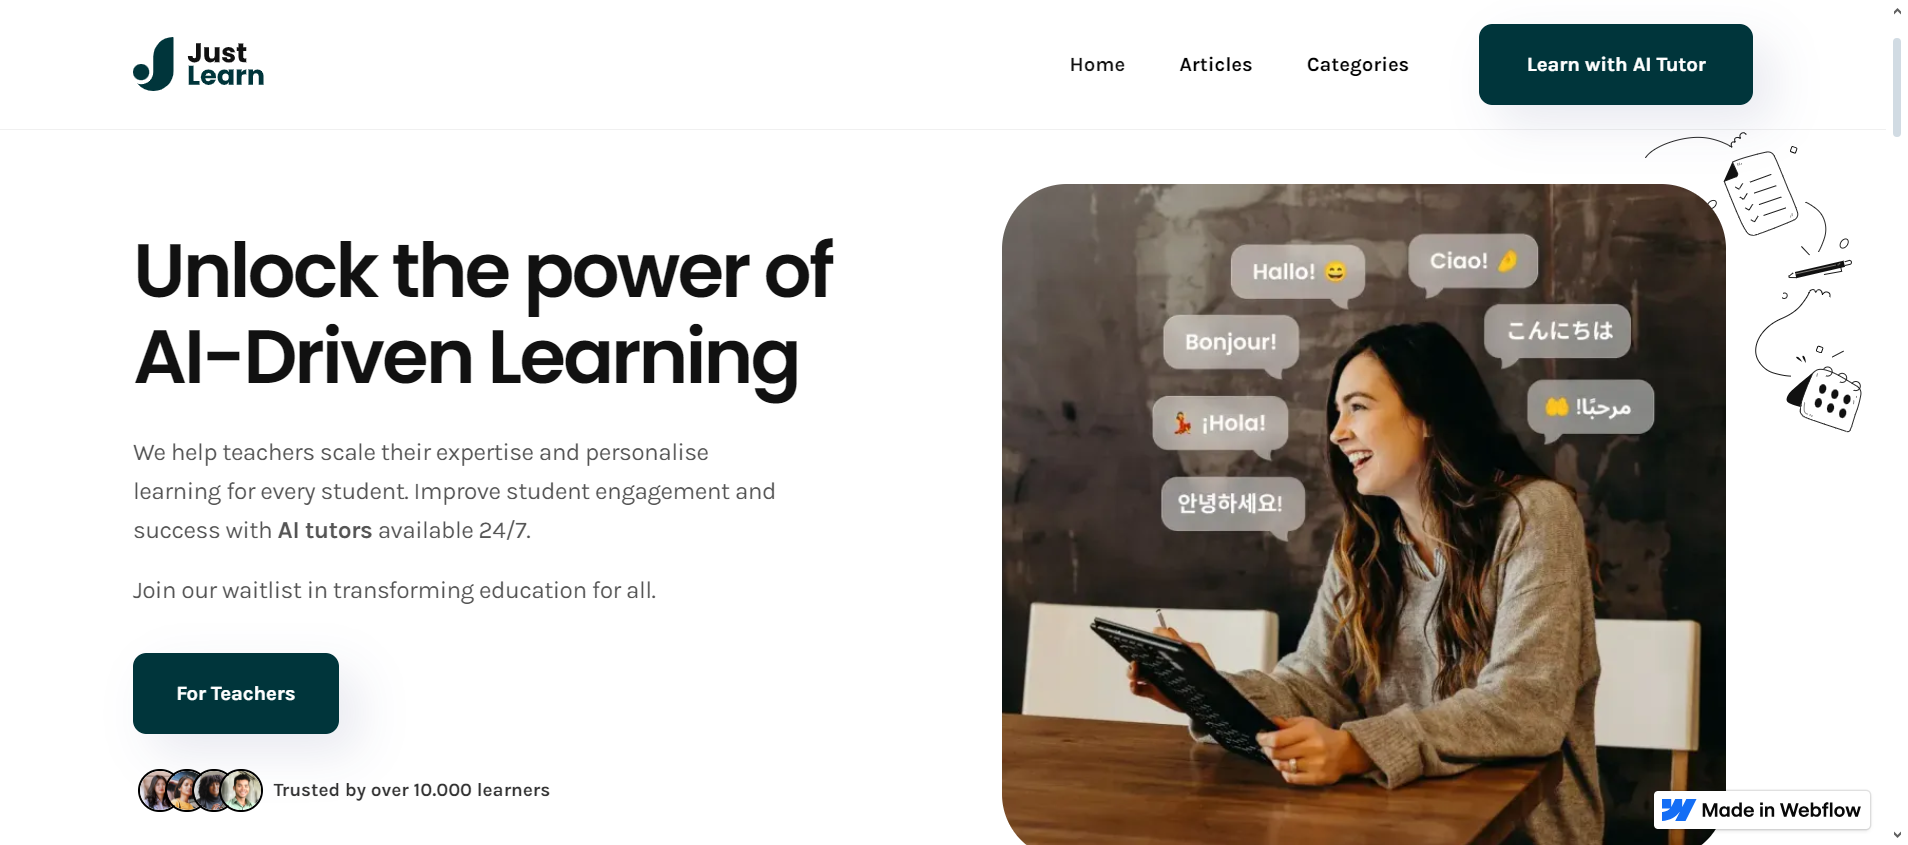 Just
Learn
Home
Articles
Categories
Learn with AI Tutor
Unlock the power of
AI-Driven Learning
We help teachers scale their expertise and personalise
learning for every student. Improve student engagement and
success with AI tutors available 24/7.
Join our waitlist in transforming education for all.
For Teachers
Trusted by over 10.000 learners
Hallo! 😄
Ciao! 🤌
Bonjour!
こんにちは
💃 ¡Hola!
مرحبًا! 🤲
안녕하세요!
Made in Webflow